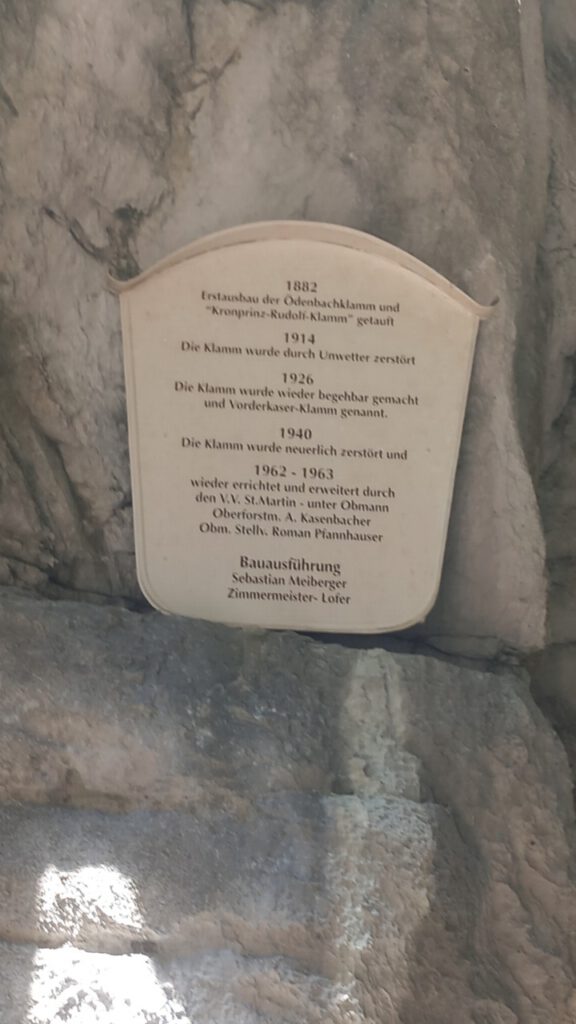 1882
Erstausbau der Ödenbachklamm und
"Kronprinz-Rudolf-Klamm" getauft
1914
Die Klamm wurde durch Unwetter zerstört
1926
Die Klamm wurde wieder begehbar gemacht
und Vorderkaser-Klamm genannt.
1940
Die Klamm wurde neuerlich zerstört und
1962 - 1963
wieder errichtet und erweitert durch
den V.V. St.Martin - unter Obmann
Oberforstm. A. Kasenbacher
Obm. Stellv. Roman Pfannhauser
Bauausführung
Sebastian Meiberger
Zimmermeister- Lofer